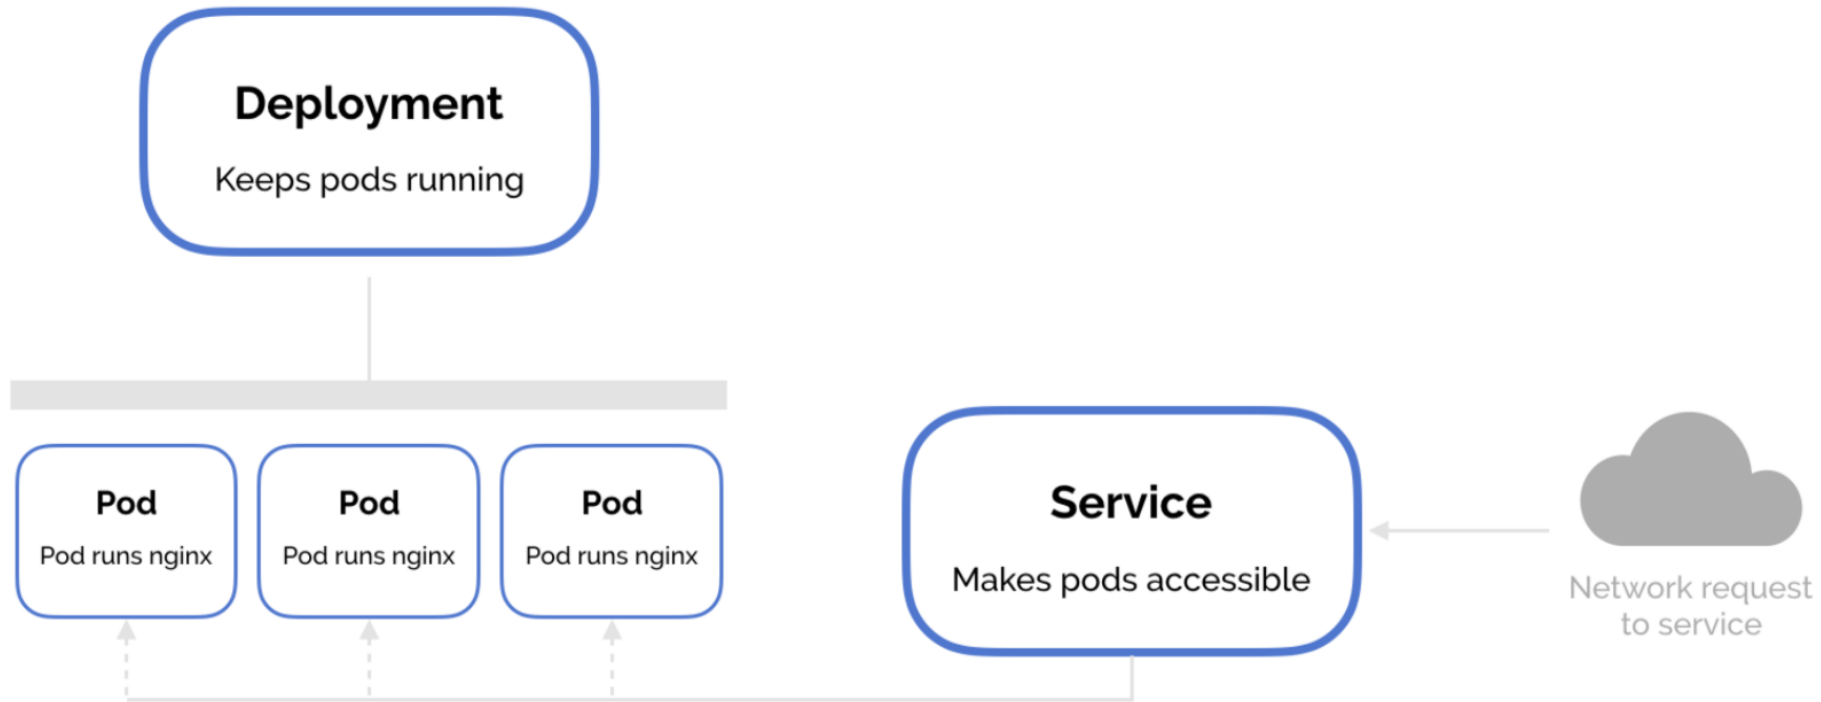 Deployment
Keeps pods running
Pod
Pod runs nginx
Pod
Pod runs nginx
Pod
Pod runs nginx
Service
Makes pods accessible
Network request
to service